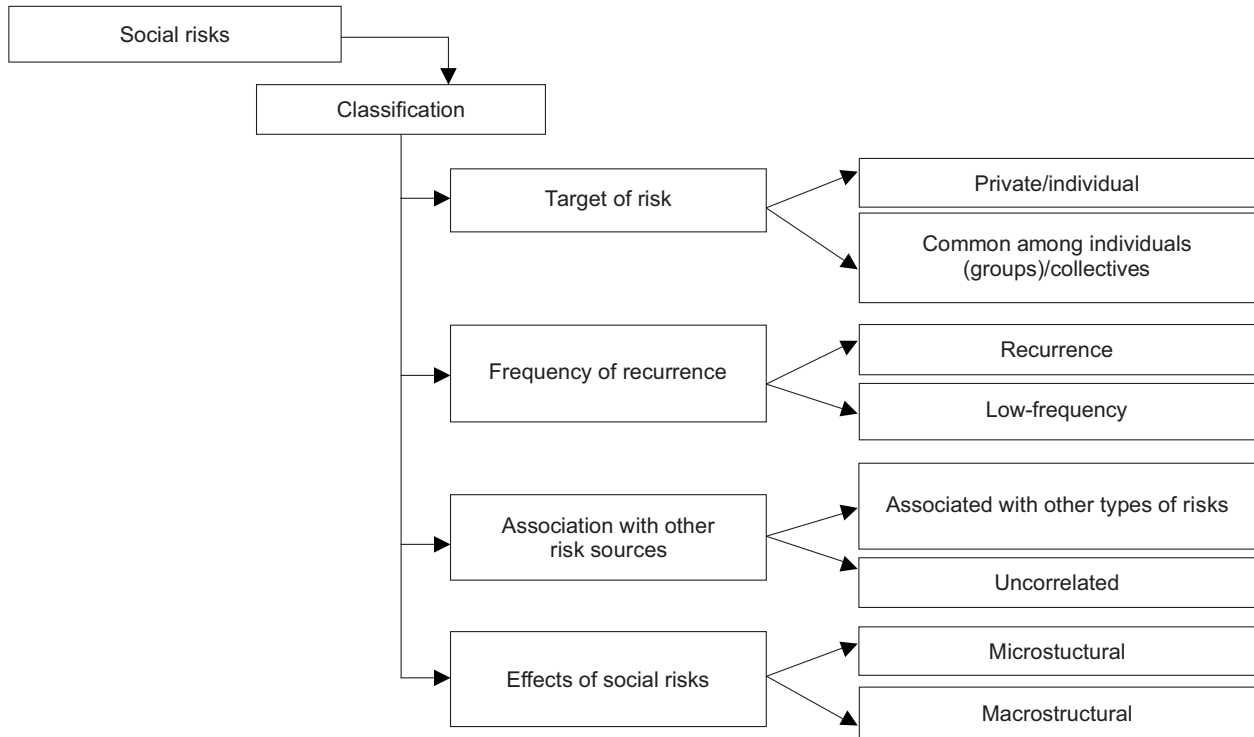 Social risks
Classification
Target of risk
Private/individual
Common among individuals
(groups)/collectives
Frequency of recurrence
Recurrence
Low-frequency
Association with other
risk sources
Associated with other types of risks
Uncorrelated
Effects of social risks
Microstuctural
Macrostructural